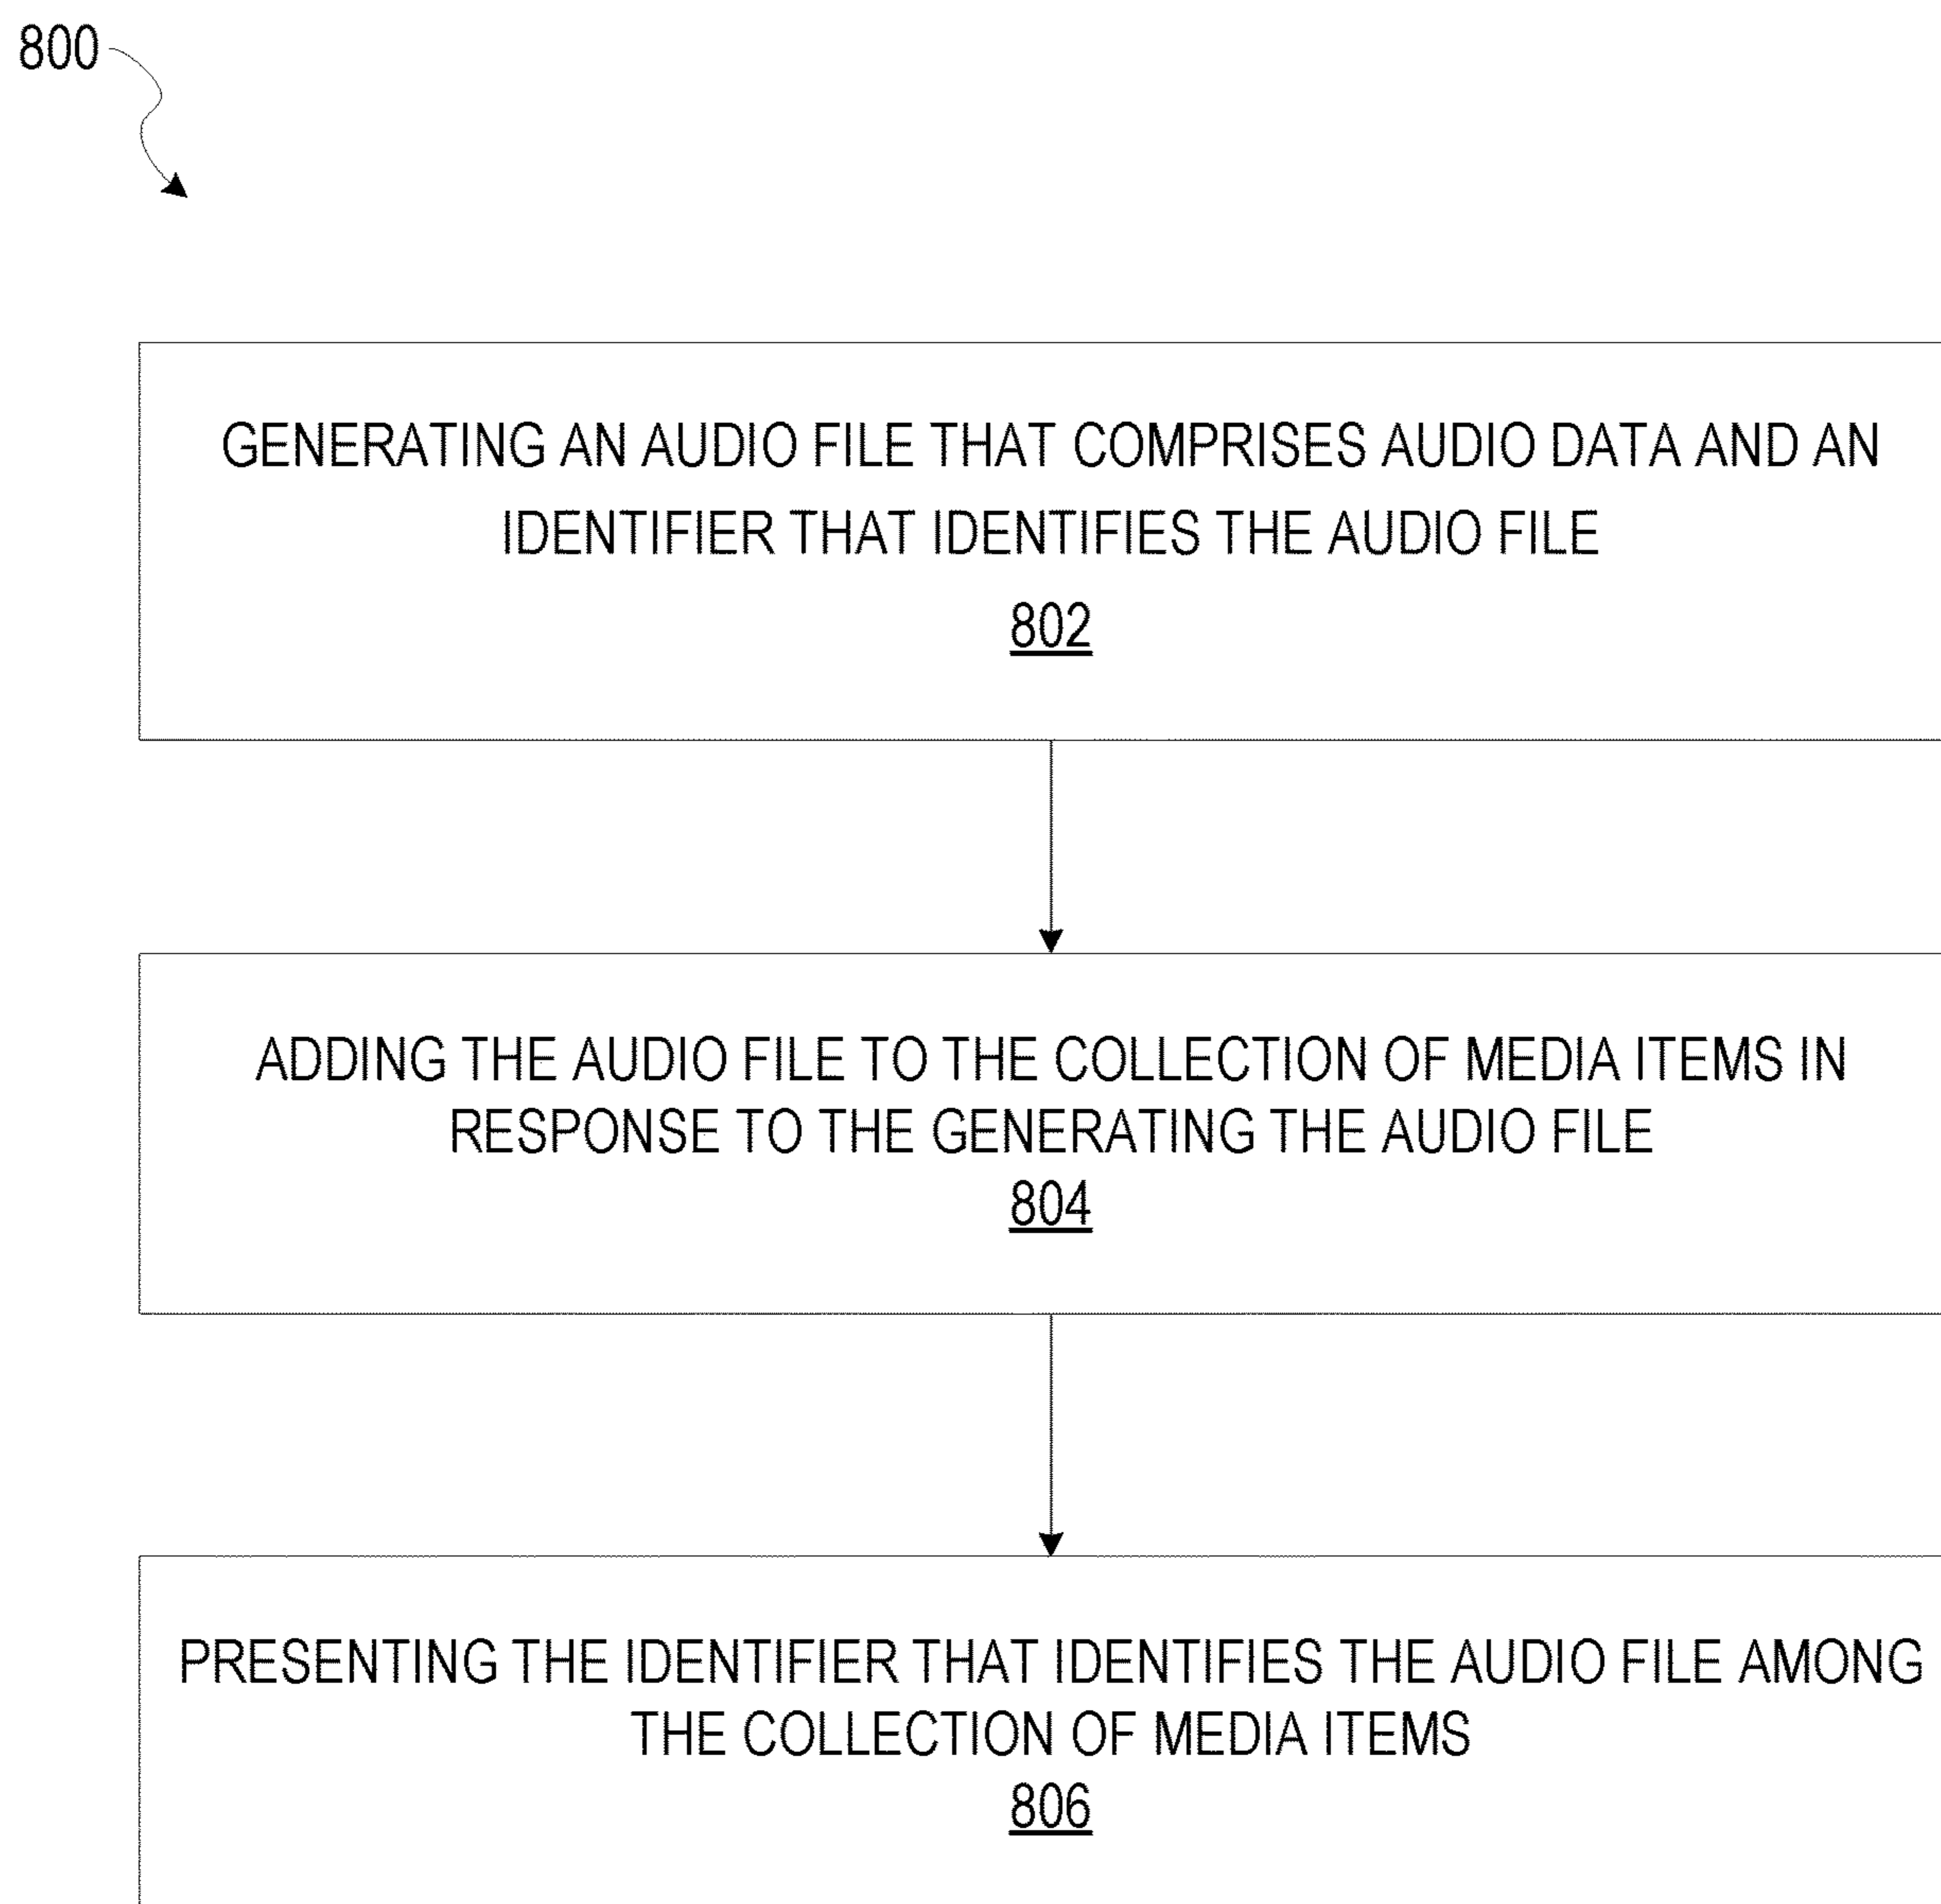 800
GENERATING AN AUDIO FILE THAT COMPRISES AUDIO DATA AND AN
IDENTIFIER THAT IDENTIFIES THE AUDIO FILE
802
ADDING THE AUDIO FILE TO THE COLLECTION OF MEDIA ITEMS IN
RESPONSE TO THE GENERATING THE AUDIO FILE
804
PRESENTING THE IDENTIFIER THAT IDENTIFIES THE AUDIO FILE AMONG
THE COLLECTION OF MEDIA ITEMS
806